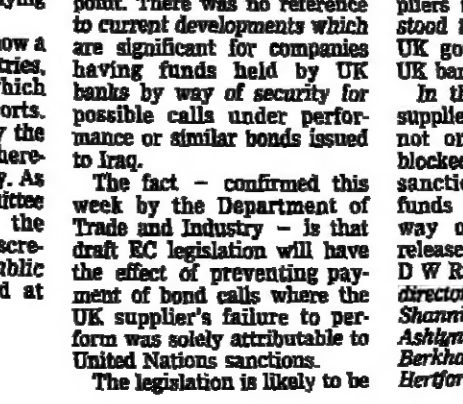 ying
now a
tries,
which
orts.
y the
here-
y. As
ittee
the
scre-
ublic
d at
point. There was no reference
to current developments which
are significant for companies
having funds held by UK
banks by way of security for
possible calls under perfor-
mance or similar bonds issued
to Iraq.
The fact – confirmed this
week by the Department of
Trade and Industry – is that
draft EC legislation will have
the effect of preventing pay-
ment of bond calls where the
UK supplier's failure to per-
form was solely attributable to
United Nations sanctions.
The legislation is likely to be
pliers
stood
UK go
UK ban
In th
supplie
not or
blocked
sanctio
funds
way o
release
D W R
director
Shanni
Ashlyn
Berkha
Hertfor